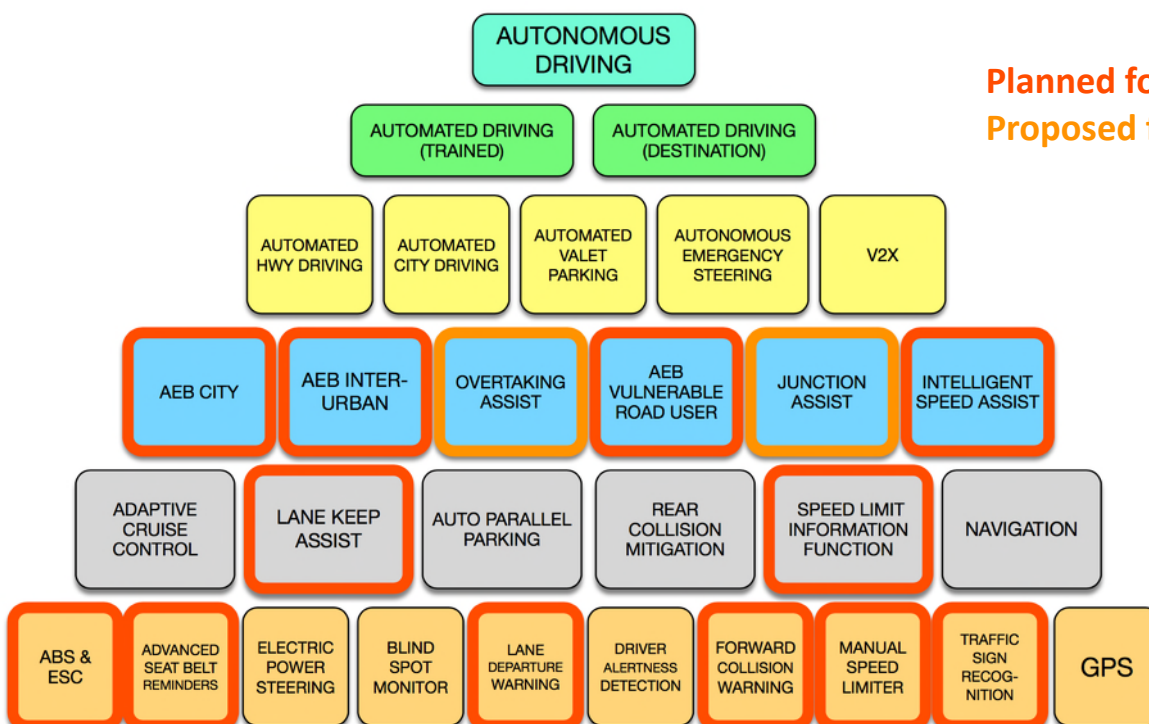 AUTONOMOUS
DRIVING
Planned
Proposed
AUTOMATED DRIVING
(TRAINED)
AUTOMATED DRIVING
(DESTINATION)
AUTOMATED
HWY DRIVING
AUTOMATED
CITY DRIVING
AUTOMATED
VALET
PARKING
AUTONOMOUS
EMERGENCY
STEERING
V2X
AEB CITY
AEB INTER-
URBAN
OVERTAKING
ASSIST
AEB
VULNERABLE
ROAD USER
JUNCTION
ASSIST
INTELLIGENT
SPEED ASSIST
ADAPTIVE
CRUISE
CONTROL
LANE KEEP
ASSIST
AUTO PARALLEL
PARKING
REAR
COLLISION
MITIGATION
SPEED LIMIT
INFORMATION
FUNCTION
NAVIGATION
ABS &
ESC
ADVANCED
SEAT BELT
REMINDERS
ELECTRIC
POWER
STEERING
BLIND
SPOT
MONITOR
LANE
DEPARTURE
WARNING
DRIVER
ALERTNESS
DETECTION
FORWARD
COLLISION
WARNING
MANUAL
SPEED
LIMITER
TRAFFIC
SIGN
RECOG-
NITION
GPS